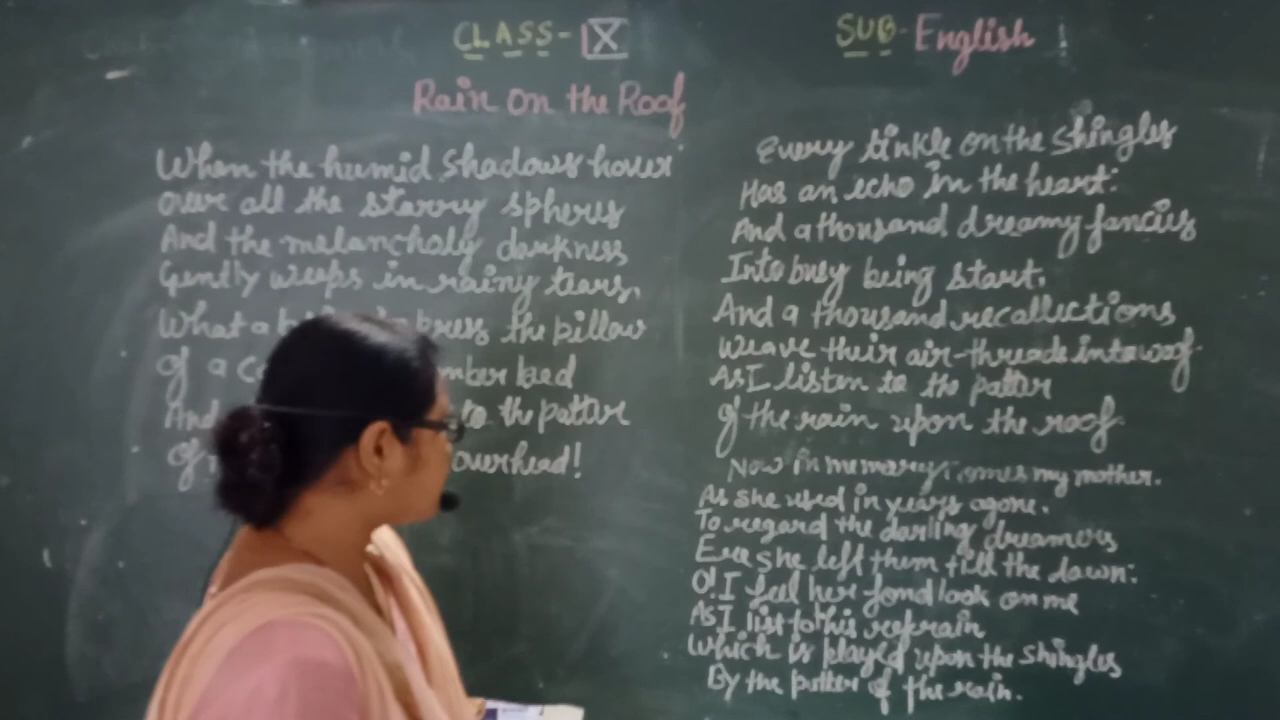 CLASS- IX
SUB- English
Rain on the Roof
When the humid shadows hover
over all the starry spheres
And the melancholy darkness
Gently weeps in rainy tears,
What a press the pillow
of a bed
And to the patter
of overhead!
Every tinkle on the shingles
Has an echo in the heart:
And a thousand dreamy fancies
Into busy being start.
And a thousand recollections
Weave their air-threads into woof
As I listen to the patter
of the rain upon the roof.
Now in memory comes my mother.
As she used in years agone.
To regard the darling dreamers
Ere she left them till the dawn:
O! I feel her fond look on me
As I list to this refrain
Which is played upon the shingles
By the patter of the rain.